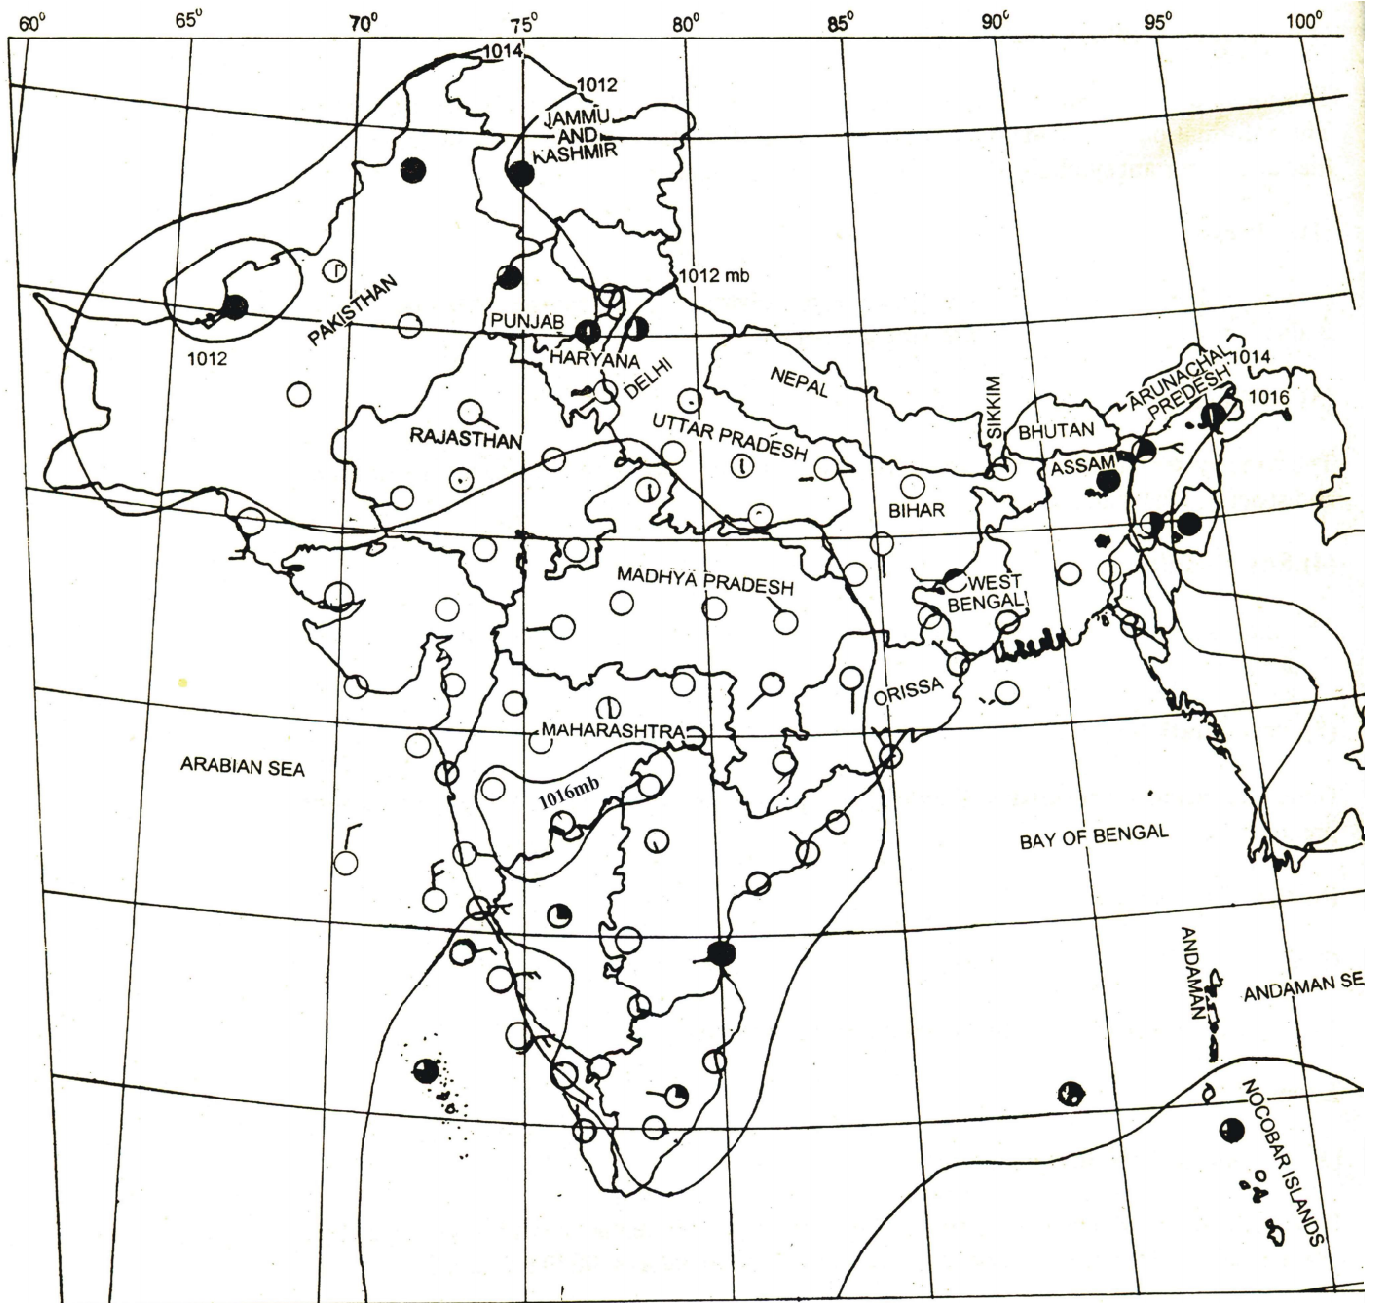 60° 65° 70° 75° 80° 85° 90° 95° 100°
1014
1012
JAMMU
AND
KASHMIR
1012 mb
PAKISTHAN
PUNJAB
1012
HARYANA
DELHI
NEPAL
SIKKIM
BHUTAN
ARUNACHAL
PREDESH
1014
1016
RAJASTHAN
UTTAR PRADESH
ASSAM
BIHAR
MADHYA PRADESH
WEST
BENGAL
ORISSA
MAHARASHTRA
ARABIAN SEA
1016mb
BAY OF BENGAL
ANDAMAN
ANDAMAN SE
NOCOBAR ISLANDS